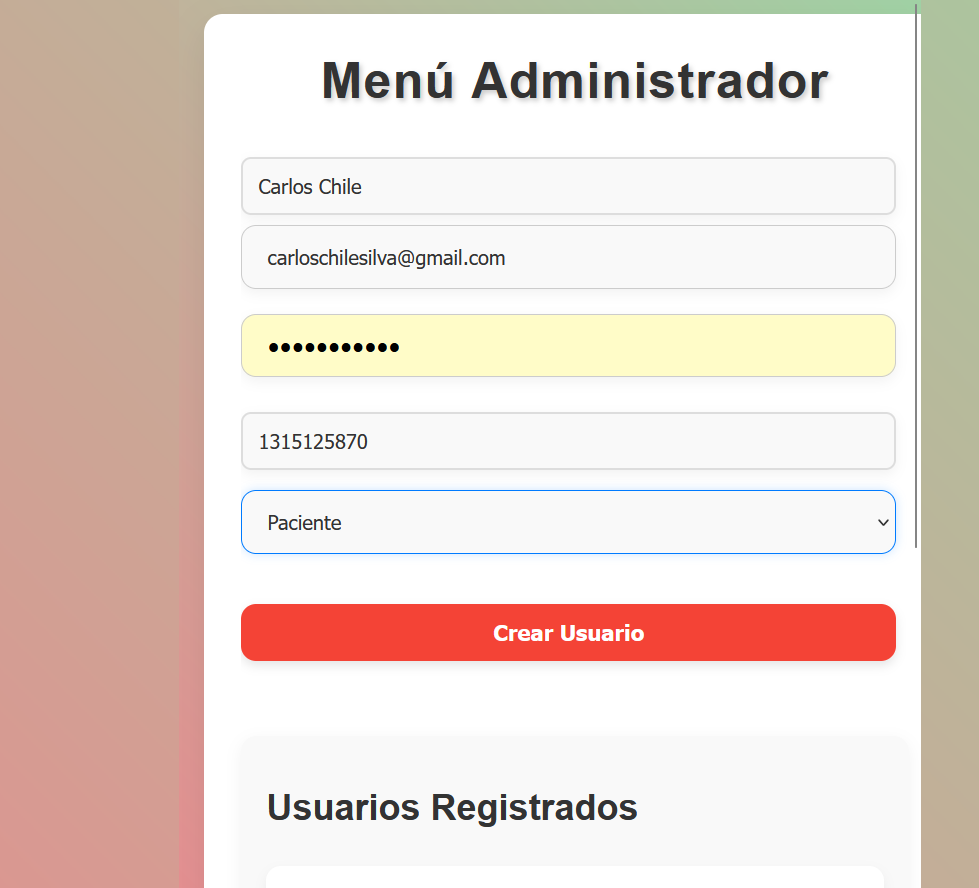 Menú Administrador
Carlos Chile
carloschilesilva@gmail.com
•••••••••••
1315125870
Paciente
Crear Usuario
Usuarios Registrados